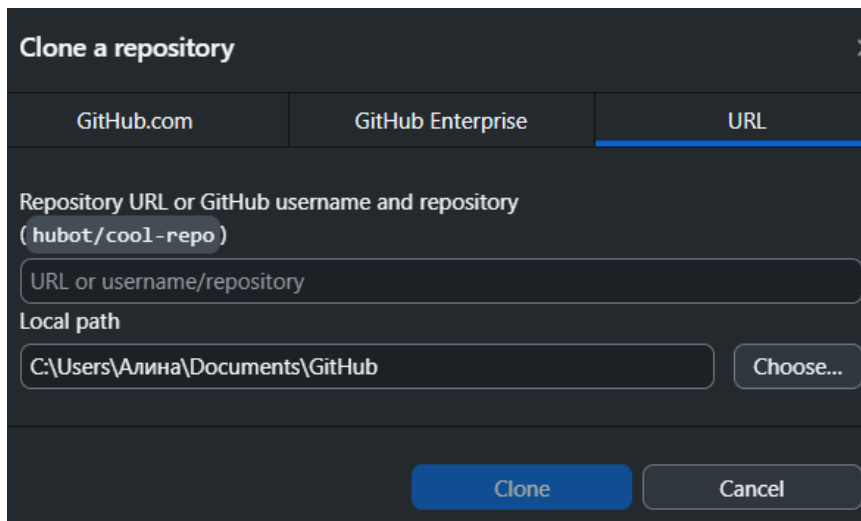 Clone a repository
GitHub.com
GitHub Enterprise
URL
Repository URL or GitHub username and repository
(hubot/cool-repo)
URL or username/repository
Local path
C:\Users\Алина\Documents\GitHub
Choose...
Clone
Cancel